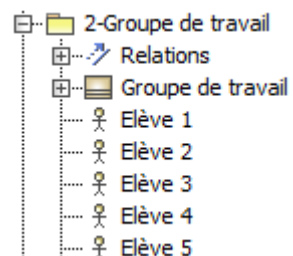 2-Groupe de travail
Relations
Groupe de travail
Elève 1
Elève 2
Elève 3
Elève 4
Elève 5